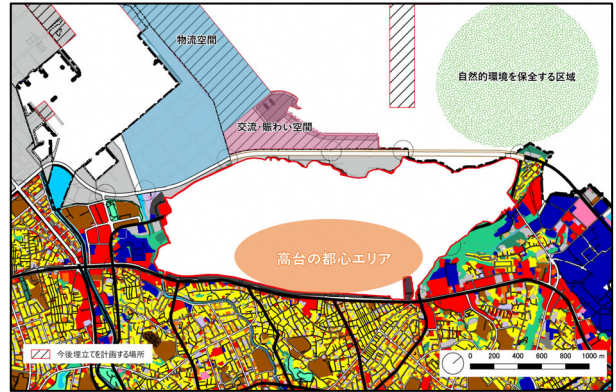 物流空間
自然的環境を保全する区域
交流・賑わい空間
高台の都心エリア
今後埋立てを計画する場所
0 200 400 600 800 1000 m